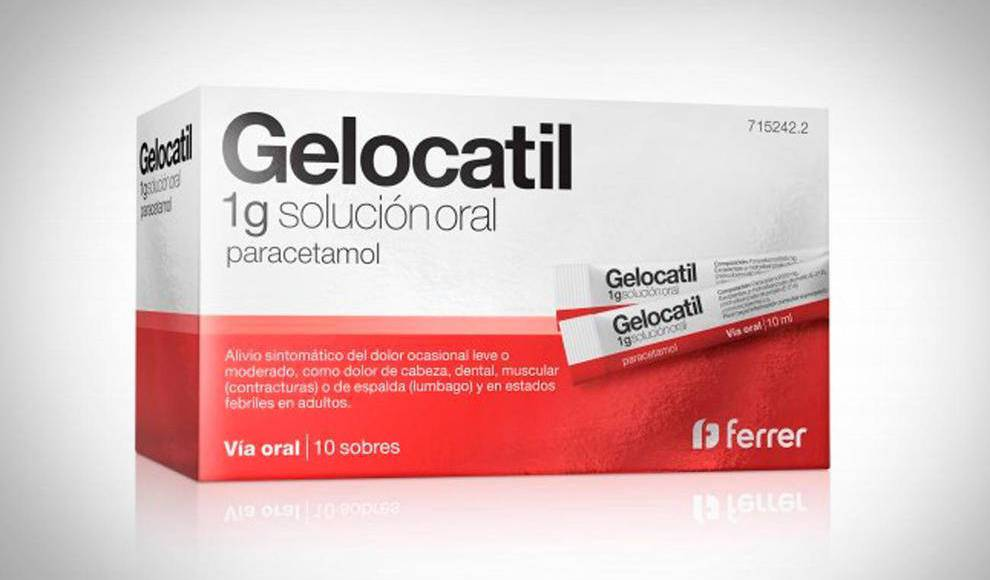 Gelocatil
1g solución oral
paracetamol
Gelocatil
1g solución oral
paracetamol
715242.2
Gelocatil
1g solución oral
Gelocatil
1g solución oral
paracetamol
Vía oral | 10 ml
Alivio sintomático del dolor ocasional leve o
moderado, como dolor de cabeza, dental, muscular
(contracturas) o de espalda (lumbago) y en estados
febriles en adultos.
Vía oral | 10 sobres
ferrer